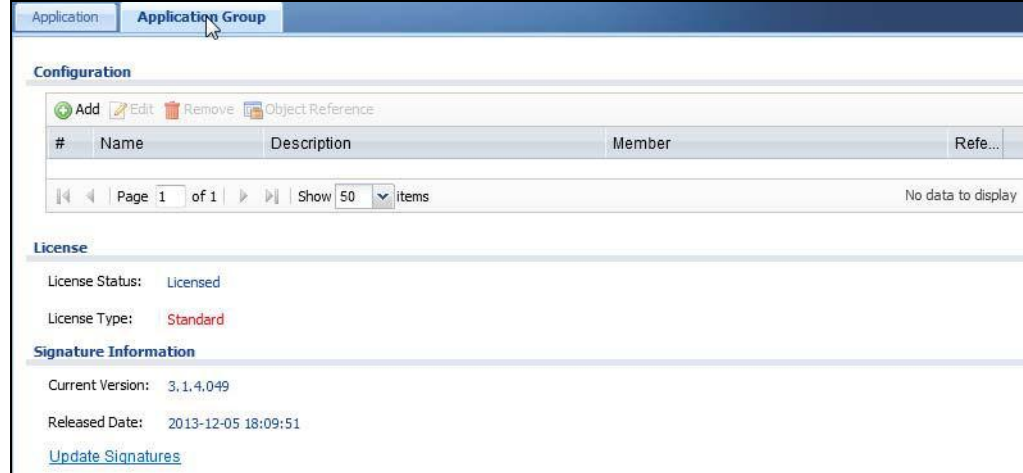 Application Application Group
Configuration
Add Edit Remove Object Reference
# Name Description Member Refe...
Page 1 of 1 Show 50 items No data to display
License
License Status: Licensed
License Type: Standard
Signature Information
Current Version: 3.1.4.049
Released Date: 2013-12-05 18:09:51
Update Signatures